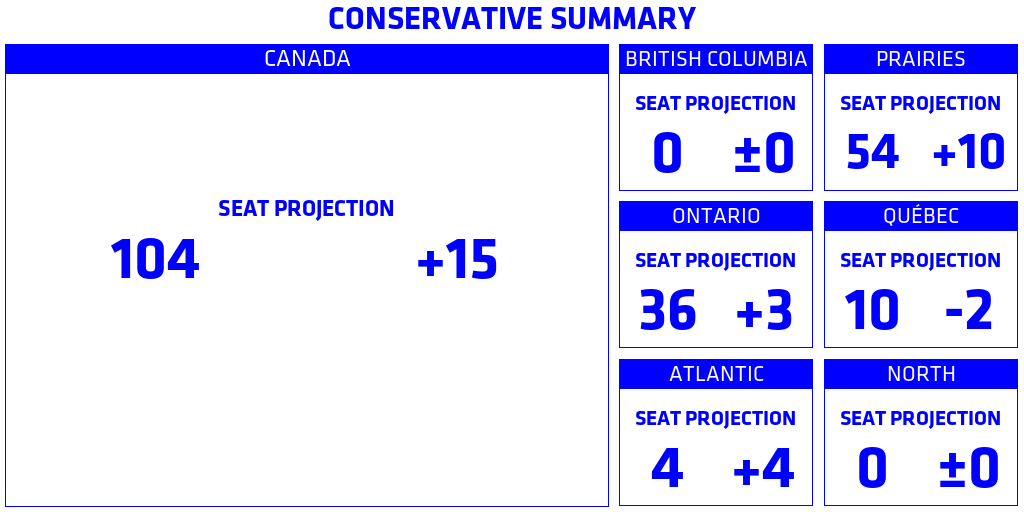 CONSERVATIVE SUMMARY
CANADA
SEAT PROJECTION
104 +15
BRITISH COLUMBIA
SEAT PROJECTION
0 ±0
PRAIRIES
SEAT PROJECTION
54 +10
ONTARIO
SEAT PROJECTION
36 +3
QUÉBEC
SEAT PROJECTION
10 -2
ATLANTIC
SEAT PROJECTION
4 +4
NORTH
SEAT PROJECTION
0 ±0